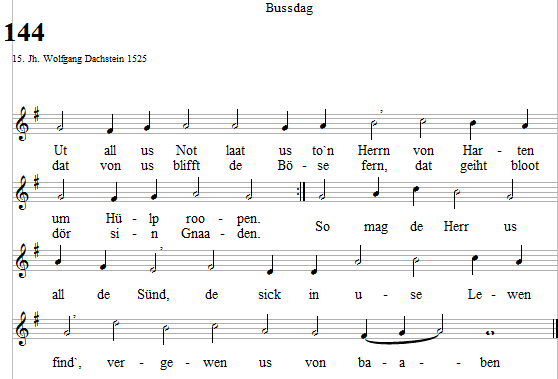 Bussdag
144
15. Jh. Wolfgang Dachstein 1525
Ut all us Not laat us to`n Herrn von Har - ten
dat von us blifft de Bö - se fern, dat geiht bloot
um Hü - lp roo - pen.
dör si - n Gnaa - den. So mag de Herr us
all de Sünd, de sick in u - se Le - wen
find`, ver - ge - wen us von ba - a - - ben